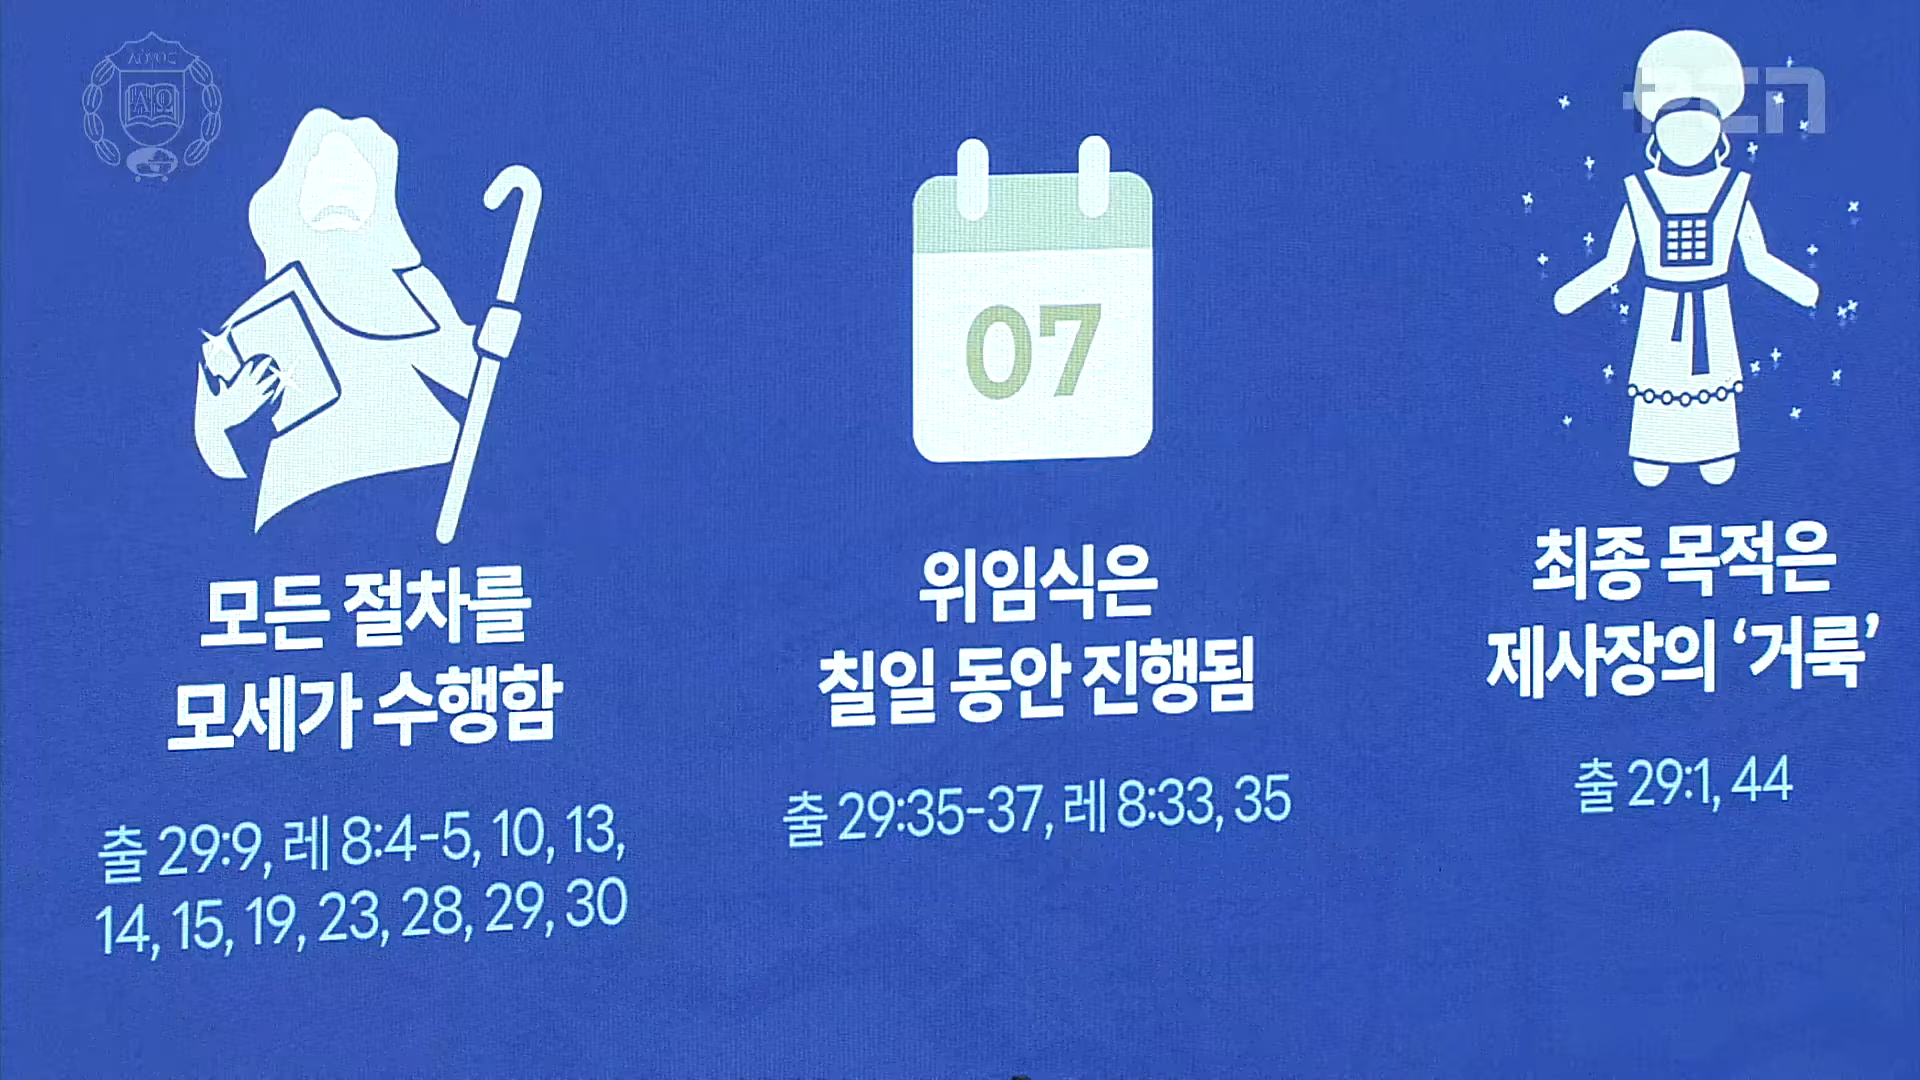 ΛΌΓΟΣ
ΑΩ
모든 절차를
모세가 수행함
출 29:9, 레 8:4-5, 10, 13,
14, 15, 19, 23, 28, 29, 30
07
위임식은
칠일 동안 진행됨
출 29:35-37, 레 8:33, 35
최종 목적은
제사장의 ‘거룩’
출 29:1, 44